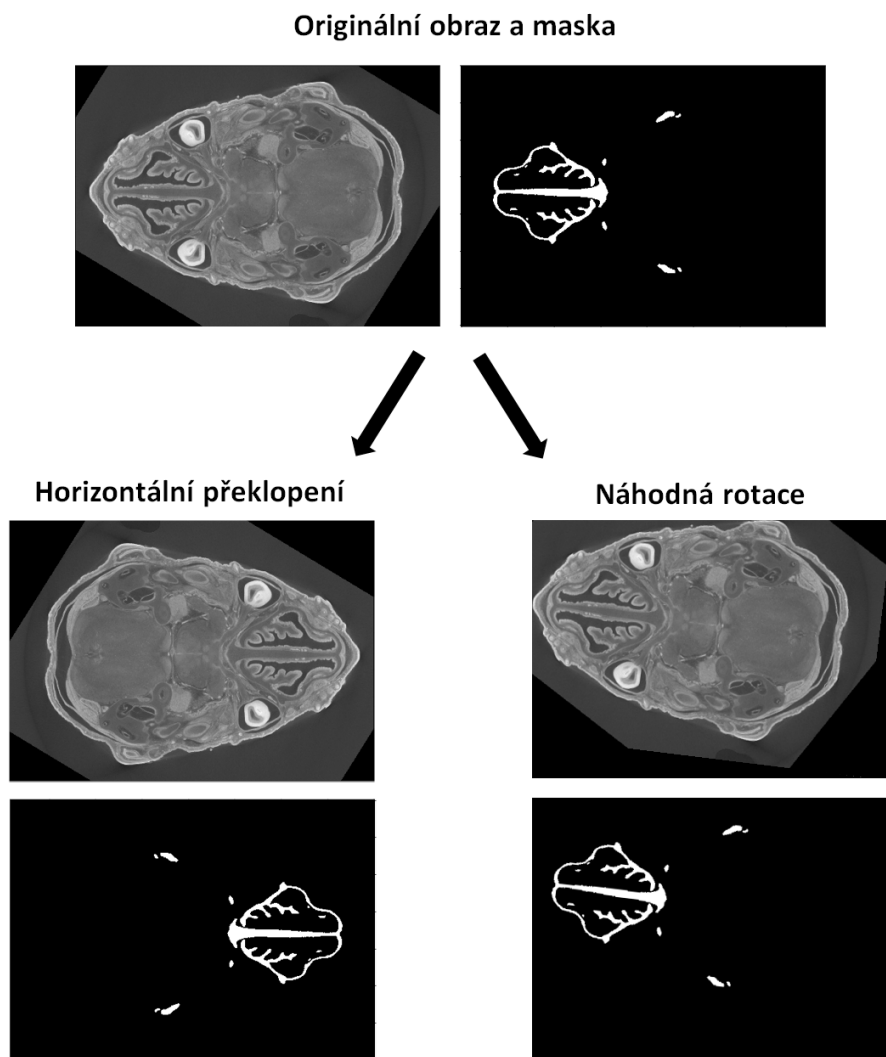 Originální obraz a maska
Horizontální překlopení
Náhodná rotace